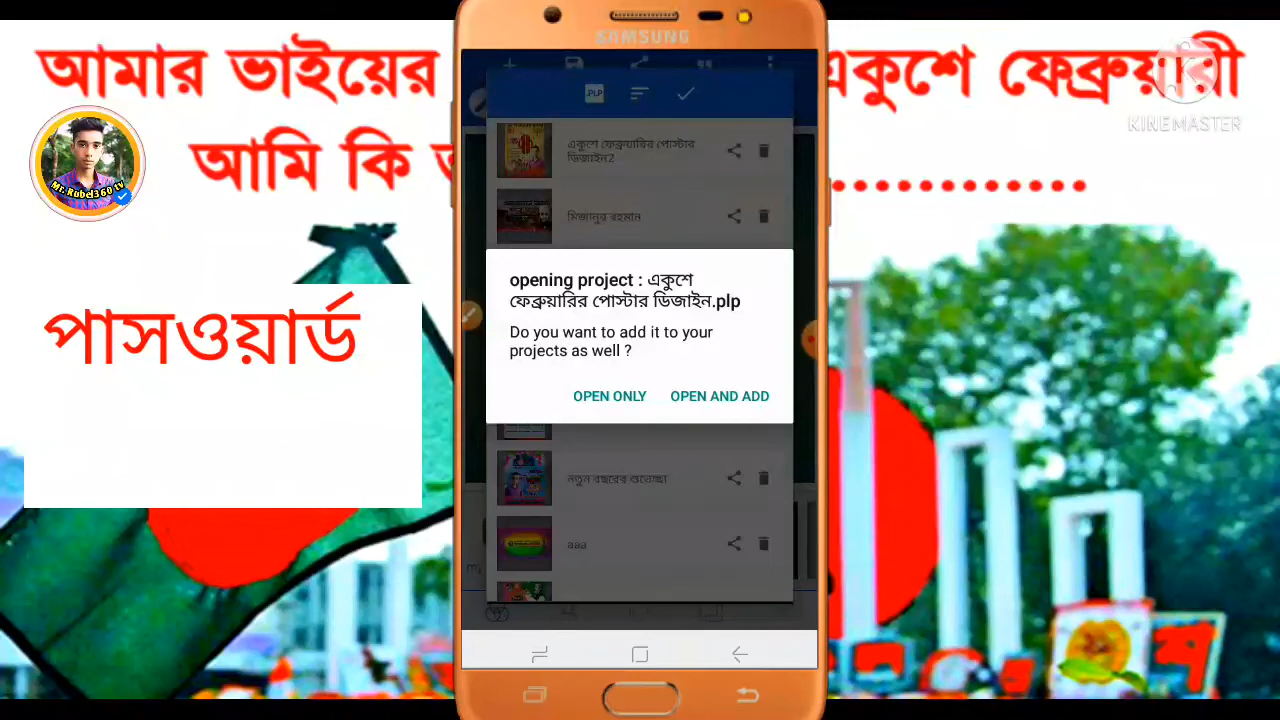 SAMSUNG
আমার ভাইয়ের
একুশে ফেব্রুয়ারী
আমি কি
.................
KINEMASTER
Mr. Rubel360 tv
পাসওয়ার্ড
.PLP
একুশে ফেব্রুয়ারির পোস্টার
ডিজাইন2
মিজানুর রহমান
opening project : একুশে
ফেব্রুয়ারির পোস্টার ডিজাইন.plp
Do you want to add it to your
projects as well ?
OPEN ONLY
OPEN AND ADD
নতুন বছরের শুভেচ্ছা
aaa